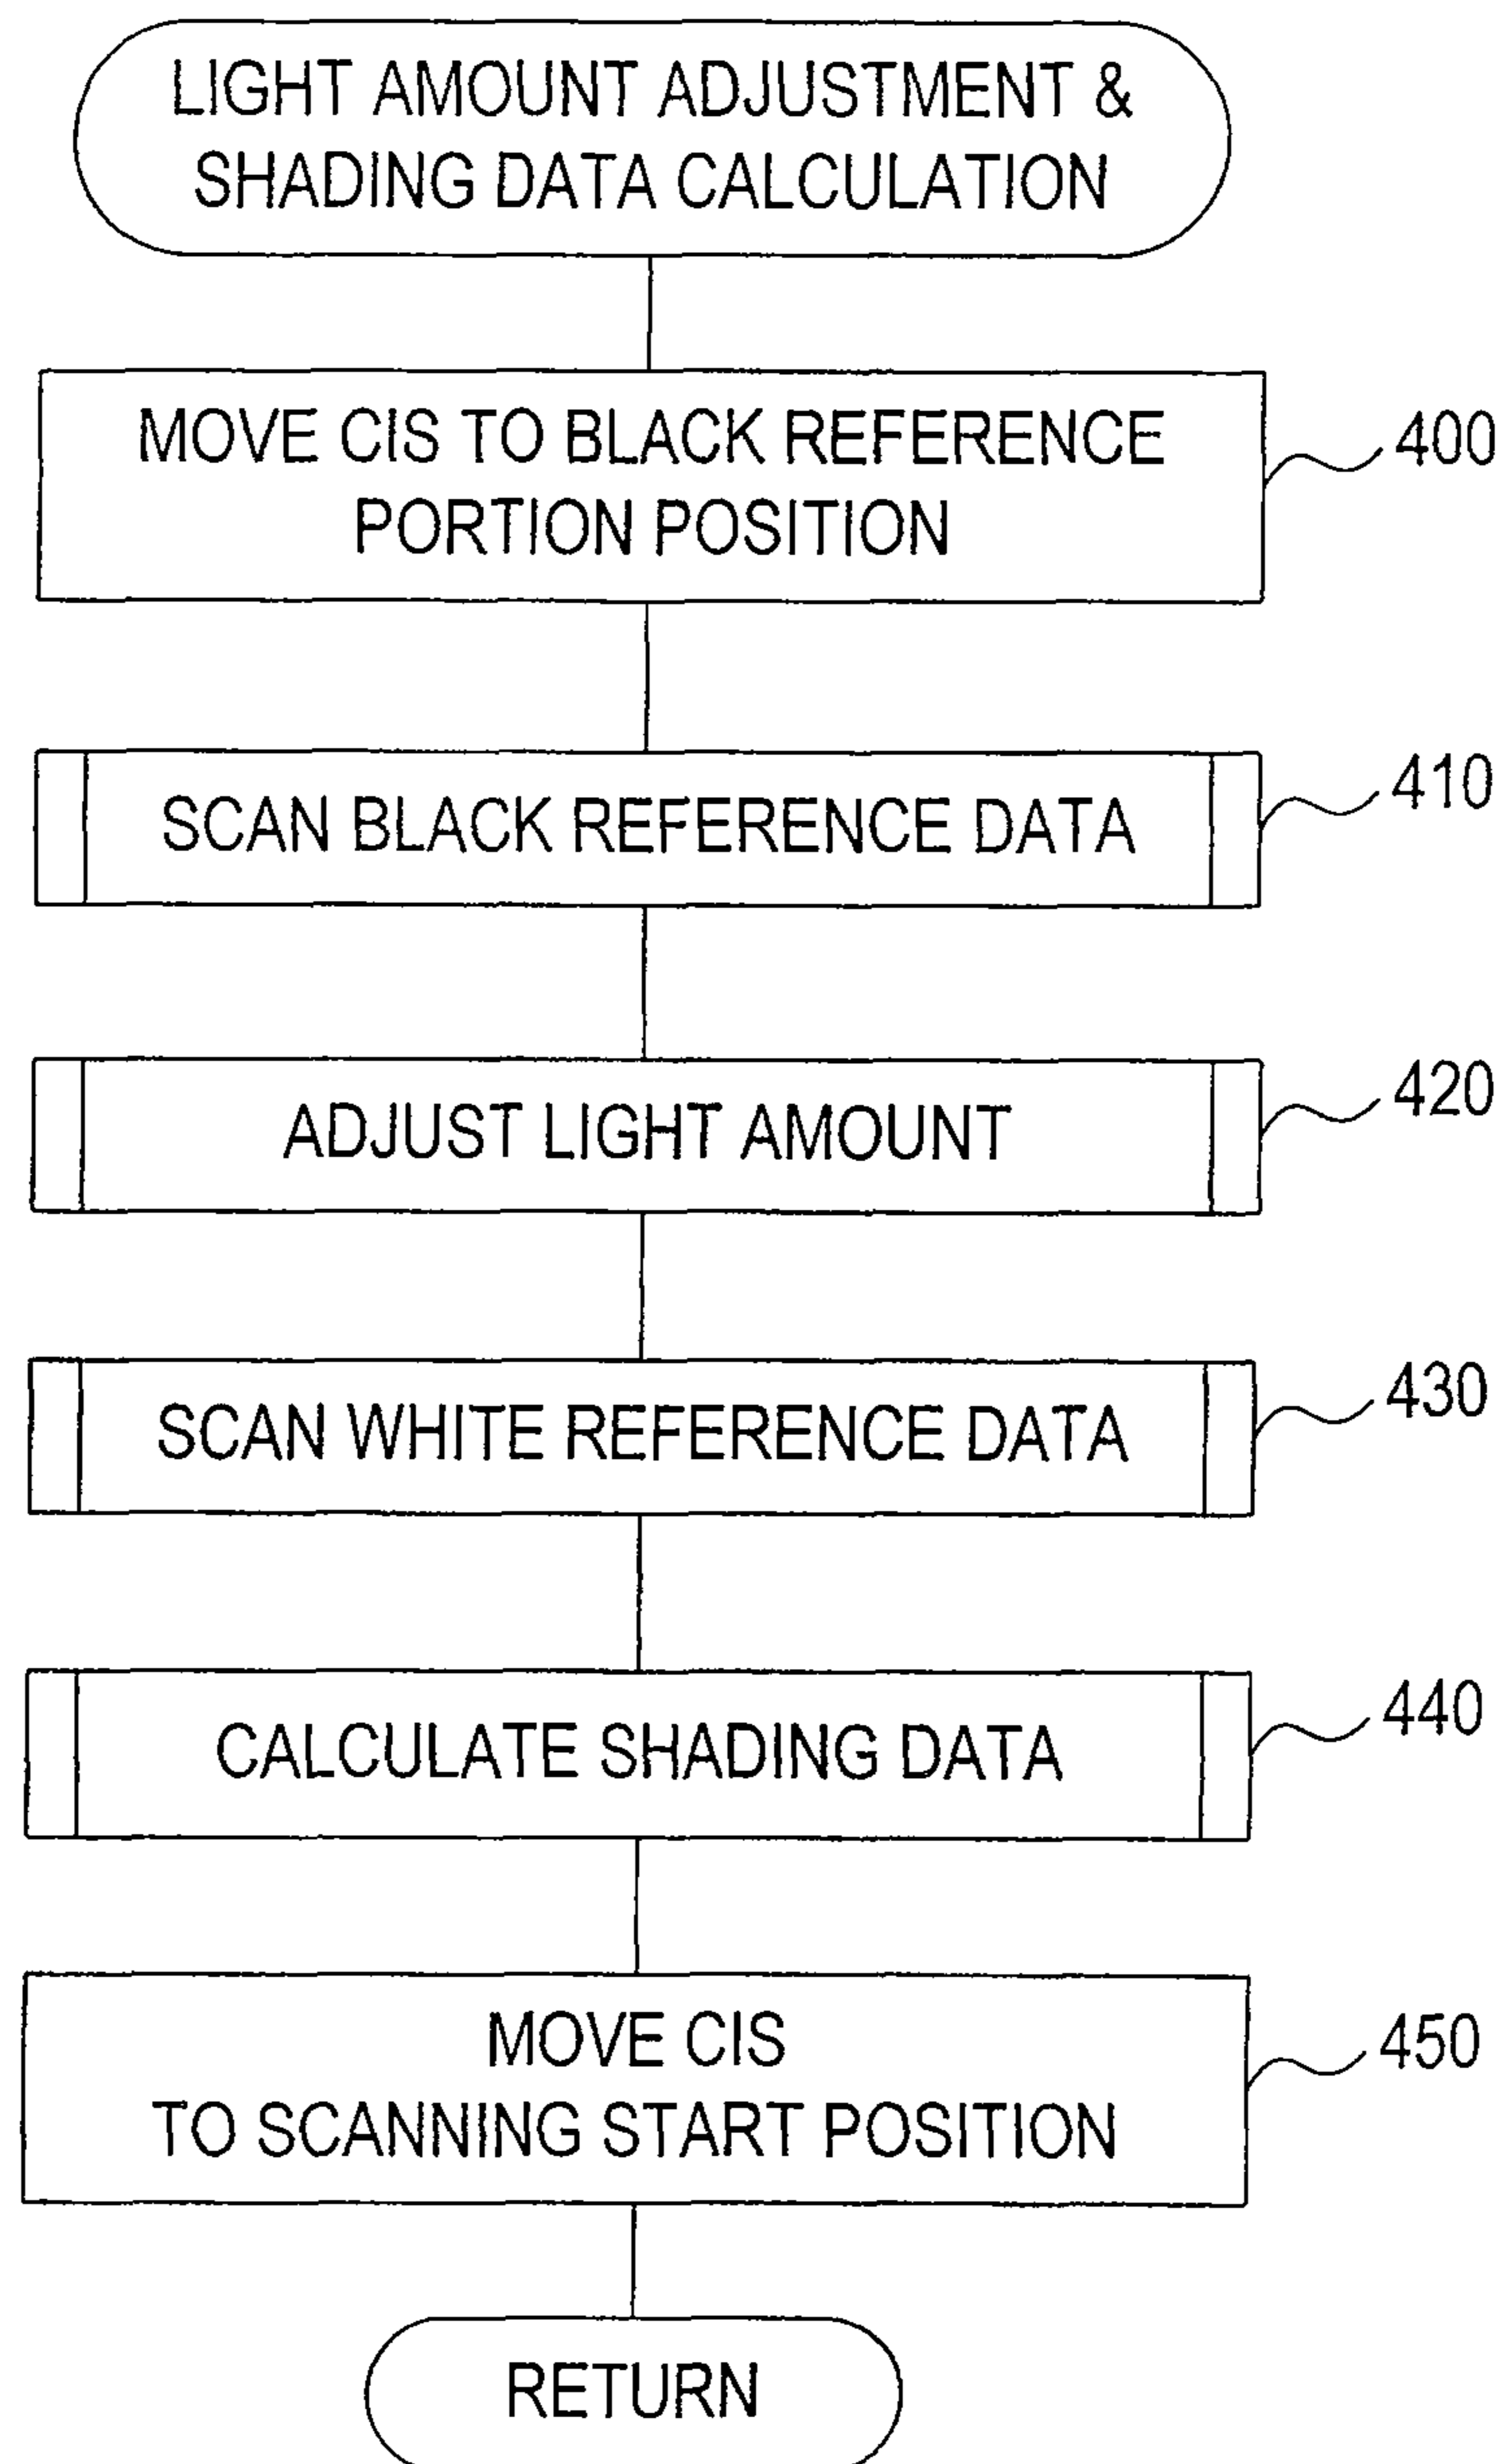 LIGHT AMOUNT ADJUSTMENT &
SHADING DATA CALCULATION
MOVE CIS TO BLACK REFERENCE
PORTION POSITION
400
SCAN BLACK REFERENCE DATA
410
ADJUST LIGHT AMOUNT
420
SCAN WHITE REFERENCE DATA
430
CALCULATE SHADING DATA
440
MOVE CIS
TO SCANNING START POSITION
450
RETURN